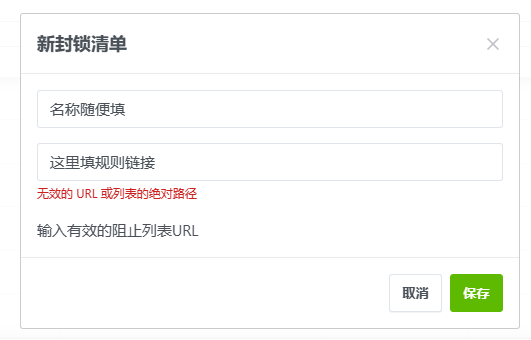 新封锁清单
名称随便填
这里填规则链接
无效的 URL 或列表的绝对路径
输入有效的阻止列表URL
取消
保存